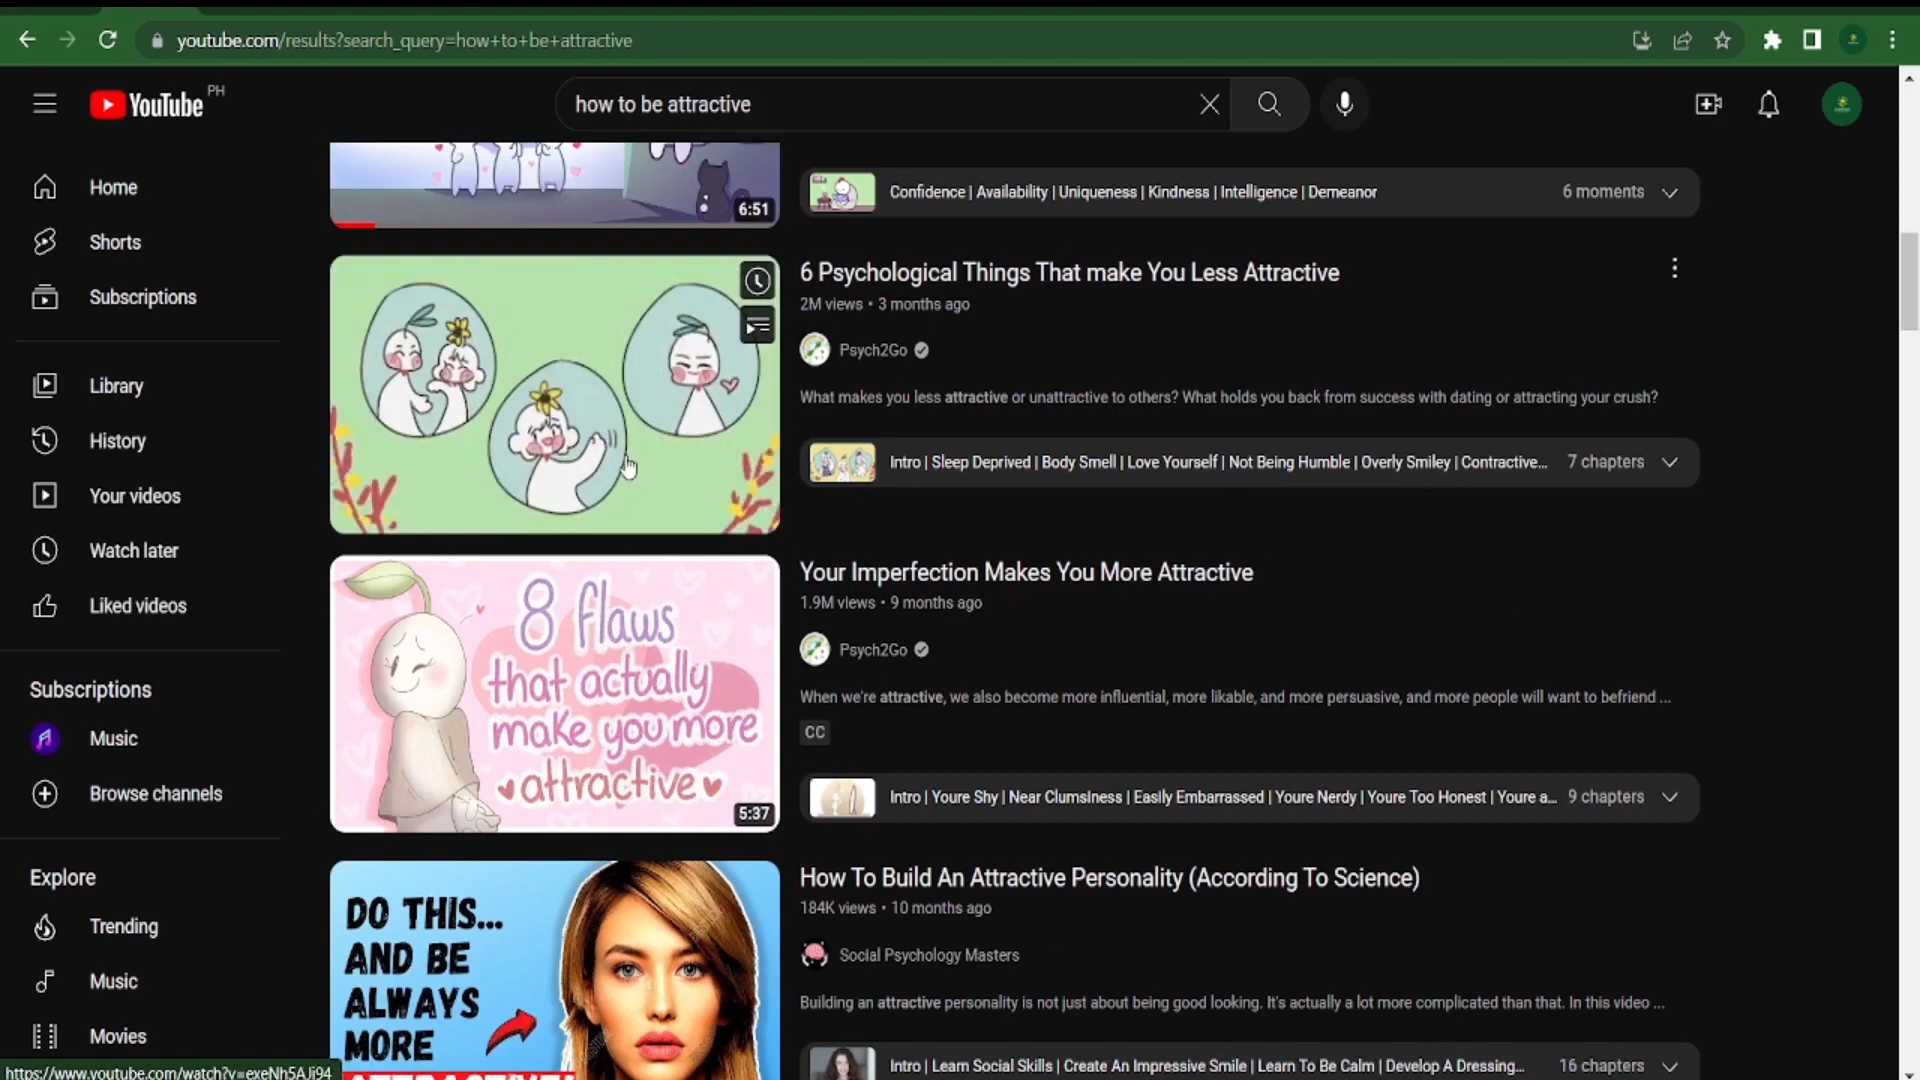 youtube.com/results?search_query=how+to+be+attractive
YouTube PH
how to be attractive
Home
Shorts
Subscriptions
Library
History
Your videos
Watch later
Liked videos
Subscriptions
Music
Browse channels
Explore
Trending
Music
Movies
https://www.youtube.com/watch?v=exeNh5AJi94
6:51
Confidence | Availability | Uniqueness | Kindness | Intelligence | Demeanor
6 moments
6 Psychological Things That make You Less Attractive
2M views • 3 months ago
Psych2Go
What makes you less attractive or unattractive to others? What holds you back from success with dating or attracting your crush?
Intro | Sleep Deprived | Body Smell | Love Yourself | Not Being Humble | Overly Smiley | Contractive...
7 chapters
8 flaws
that actually
make you more
attractive
5:37
Your Imperfection Makes You More Attractive
1.9M views • 9 months ago
Psych2Go
When we're attractive, we also become more influential, more likable, and more persuasive, and more people will want to befriend ...
CC
Intro | Youre Shy | Near Clumsiness | Easily Embarrassed | Youre Nerdy | Youre Too Honest | Youre a...
9 chapters
DO THIS...
AND BE
ALWAYS
MORE
How To Build An Attractive Personality (According To Science)
184K views • 10 months ago
Social Psychology Masters
Building an attractive personality is not just about being good looking. It's actually a lot more complicated than that. In this video ...
Intro | Learn Social Skills | Create An Impressive Smile | Learn To Be Calm | Develop A Dressing...
16 chapters